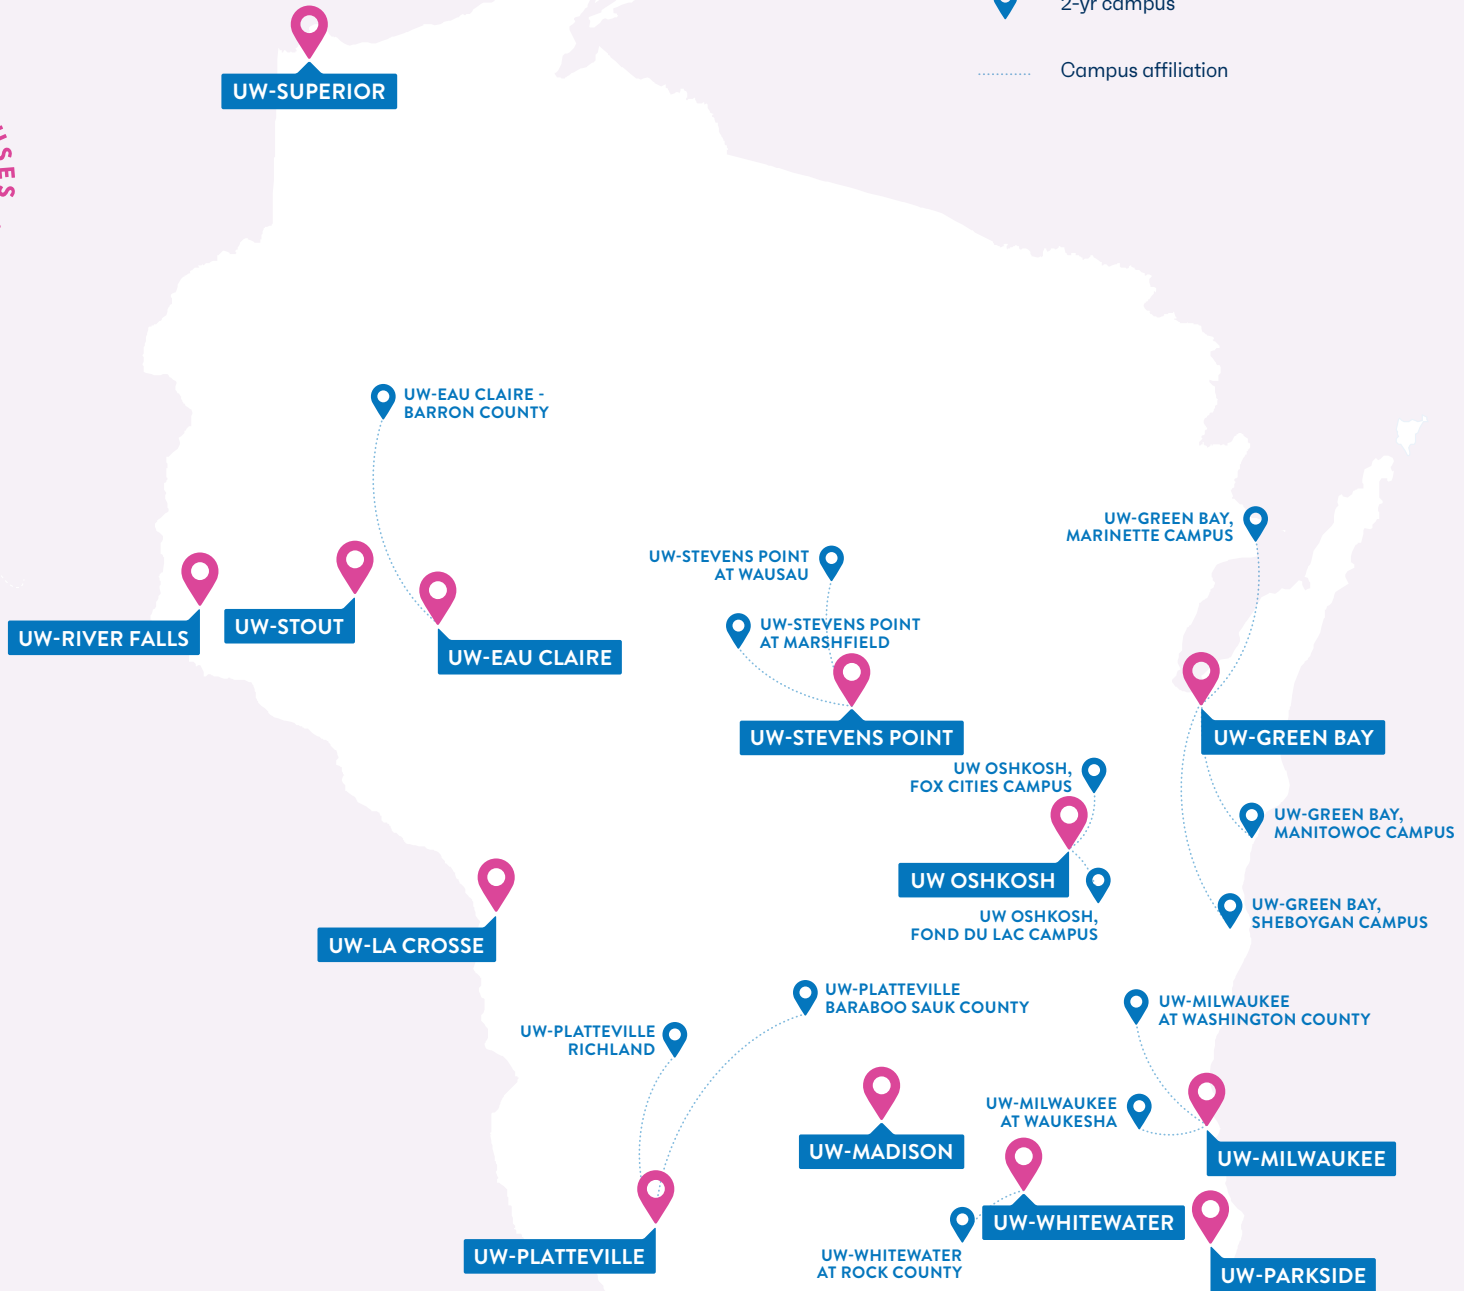 2-yr campus
Campus affiliation
UW-SUPERIOR
USES
UW-EAU CLAIRE -
BARRON COUNTY
UW-GREEN BAY,
MARINETTE CAMPUS
UW-STEVENS POINT
AT WAUSAU
UW-STEVENS POINT
AT MARSHFIELD
UW-RIVER FALLS
UW-STOUT
UW-EAU CLAIRE
UW-STEVENS POINT
UW-GREEN BAY
UW OSHKOSH,
FOX CITIES CAMPUS
UW-GREEN BAY,
MANITOWOC CAMPUS
UW OSHKOSH
UW OSHKOSH,
FOND DU LAC CAMPUS
UW-GREEN BAY,
SHEBOYGAN CAMPUS
UW-LA CROSSE
UW-PLATTEVILLE
BARABOO SAUK COUNTY
UW-MILWAUKEE
AT WASHINGTON COUNTY
UW-PLATTEVILLE
RICHLAND
UW-MILWAUKEE
AT WAUKESHA
UW-MADISON
UW-MILWAUKEE
UW-WHITEWATER
UW-WHITEWATER
AT ROCK COUNTY
UW-PLATTEVILLE
UW-PARKSIDE